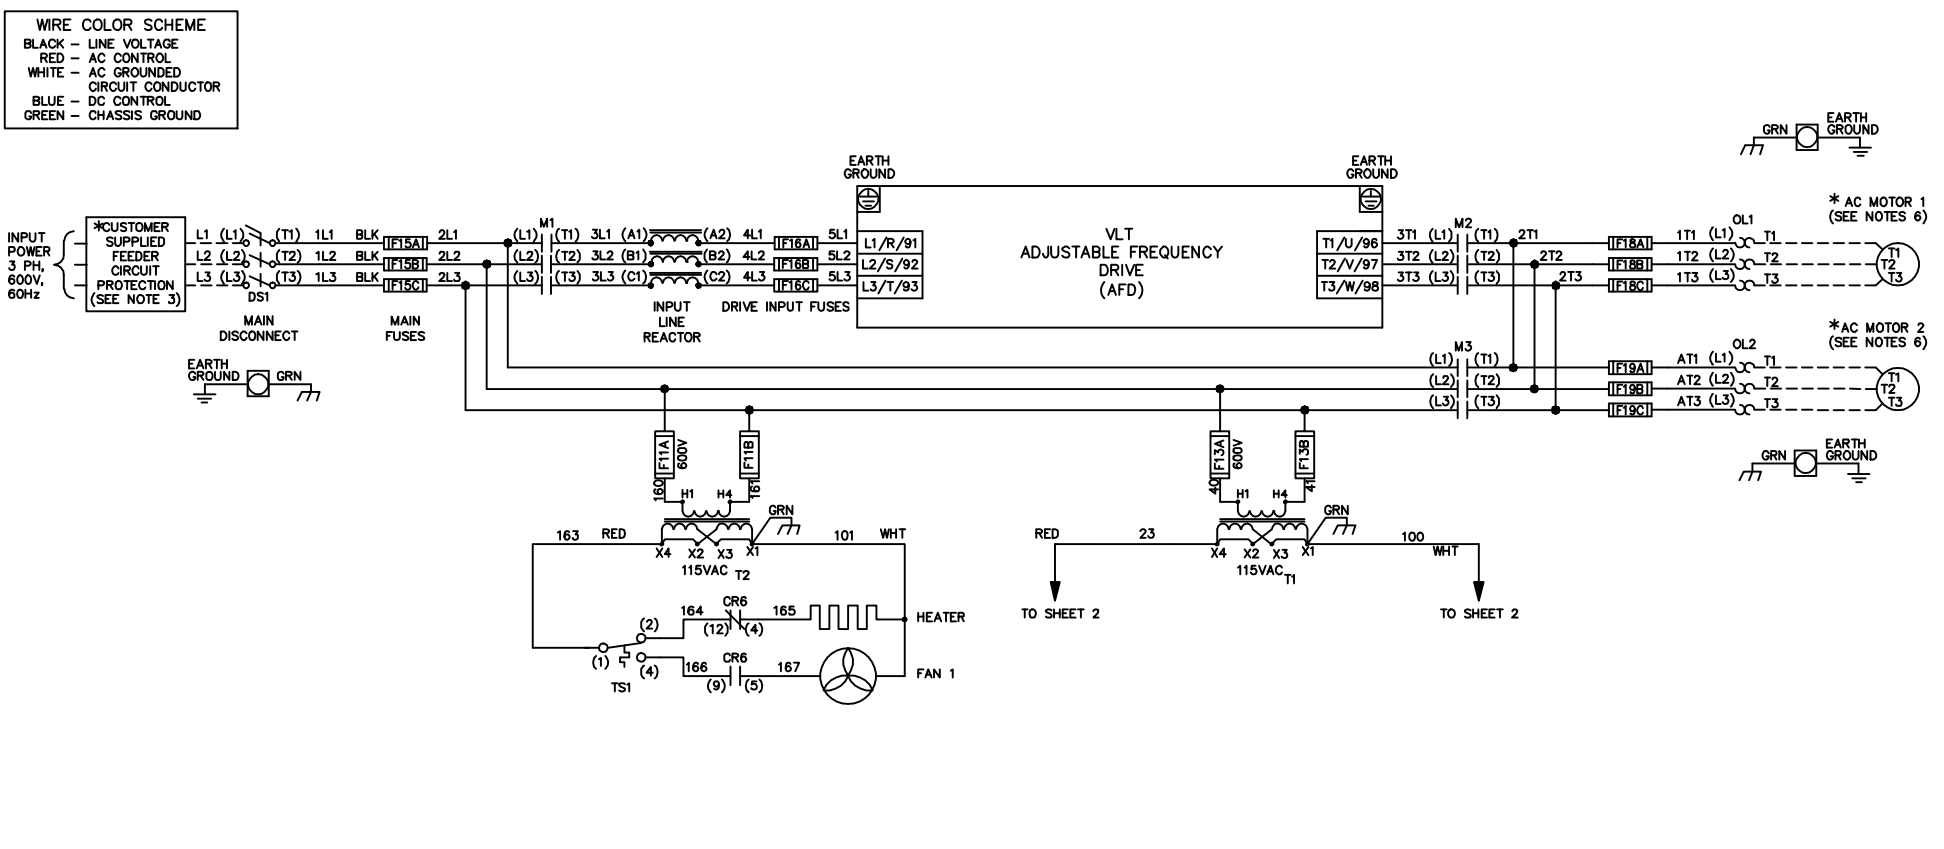 WIRE COLOR SCHEME
BLACK – LINE VOLTAGE
RED – AC CONTROL
WHITE – AC GROUNDED
CIRCUIT CONDUCTOR
BLUE – DC CONTROL
GREEN – CHASSIS GROUND
INPUT
POWER
3 PH,
600V,
60Hz
*CUSTOMER
SUPPLIED
FEEDER
CIRCUIT
PROTECTION
(SEE NOTE 3)
L1 (L1) (T1) 1L1 BLK F15A 2L1 (L1) M1 (T1) 3L1 (A1) (A2) 4L1 F16A 5L1
L2 (L2) (T2) 1L2 BLK F15B 2L2 (L2) (T2) 3L2 (B1) (B2) 4L2 F16B 5L2
L3 (L3) (T3) 1L3 BLK F15C 2L3 (L3) (T3) 3L3 (C1) (C2) 4L3 F16C 5L3
DS1
MAIN
DISCONNECT
MAIN
FUSES
INPUT
LINE
REACTOR
DRIVE INPUT FUSES
EARTH
GROUND
EARTH
GROUND
L1/R/91
L2/S/92
L3/T/93
VLT
ADJUSTABLE FREQUENCY
DRIVE
(AFD)
T1/U/96
T2/V/97
T3/W/98
M2
3T1 (L1) (T1) 2T1 F18A 1T1 (L1) OL1 T1
3T2 (L2) (T2) 2T2 F18B 1T2 (L2) T2
3T3 (L3) (T3) 2T3 F18C 1T3 (L3) T3
GRN
EARTH
GROUND
* AC MOTOR 1
(SEE NOTES 6)
T1
T2
T3
M3
(L1) (T1) F19A AT1 (L1) OL2 T1
(L2) (T2) F19B AT2 (L2) T2
(L3) (T3) F19C AT3 (L3) T3
* AC MOTOR 2
(SEE NOTES 6)
T1
T2
T3
GRN
EARTH
GROUND
EARTH
GROUND
GRN
F11A
600V
F11B
160
161
H1 H4
GRN
163 RED
101 WHT
X4 X2 X3 X1
115VAC T2
164 CR6 165
(12) (4)
HEATER
(2)
(1)
(4)
TS1
166 CR6 167
(9) (5)
FAN 1
F13A
600V
F13B
40
41
H1 H4
GRN
RED 23
100
WHT
X4 X2 X3 X1
115VAC T1
TO SHEET 2
TO SHEET 2